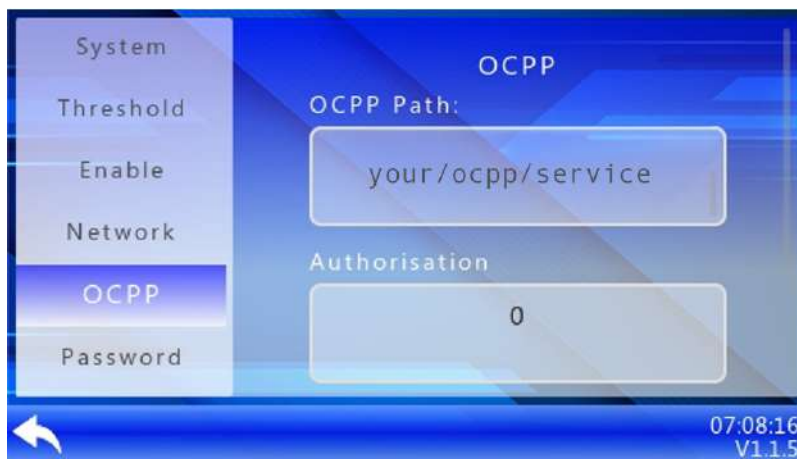 System
Threshold
Enable
Network
OCPP
Password
OCPP
OCPP Path:
your/ocpp/service
Authorisation
0
07:08:16
V1.1.5